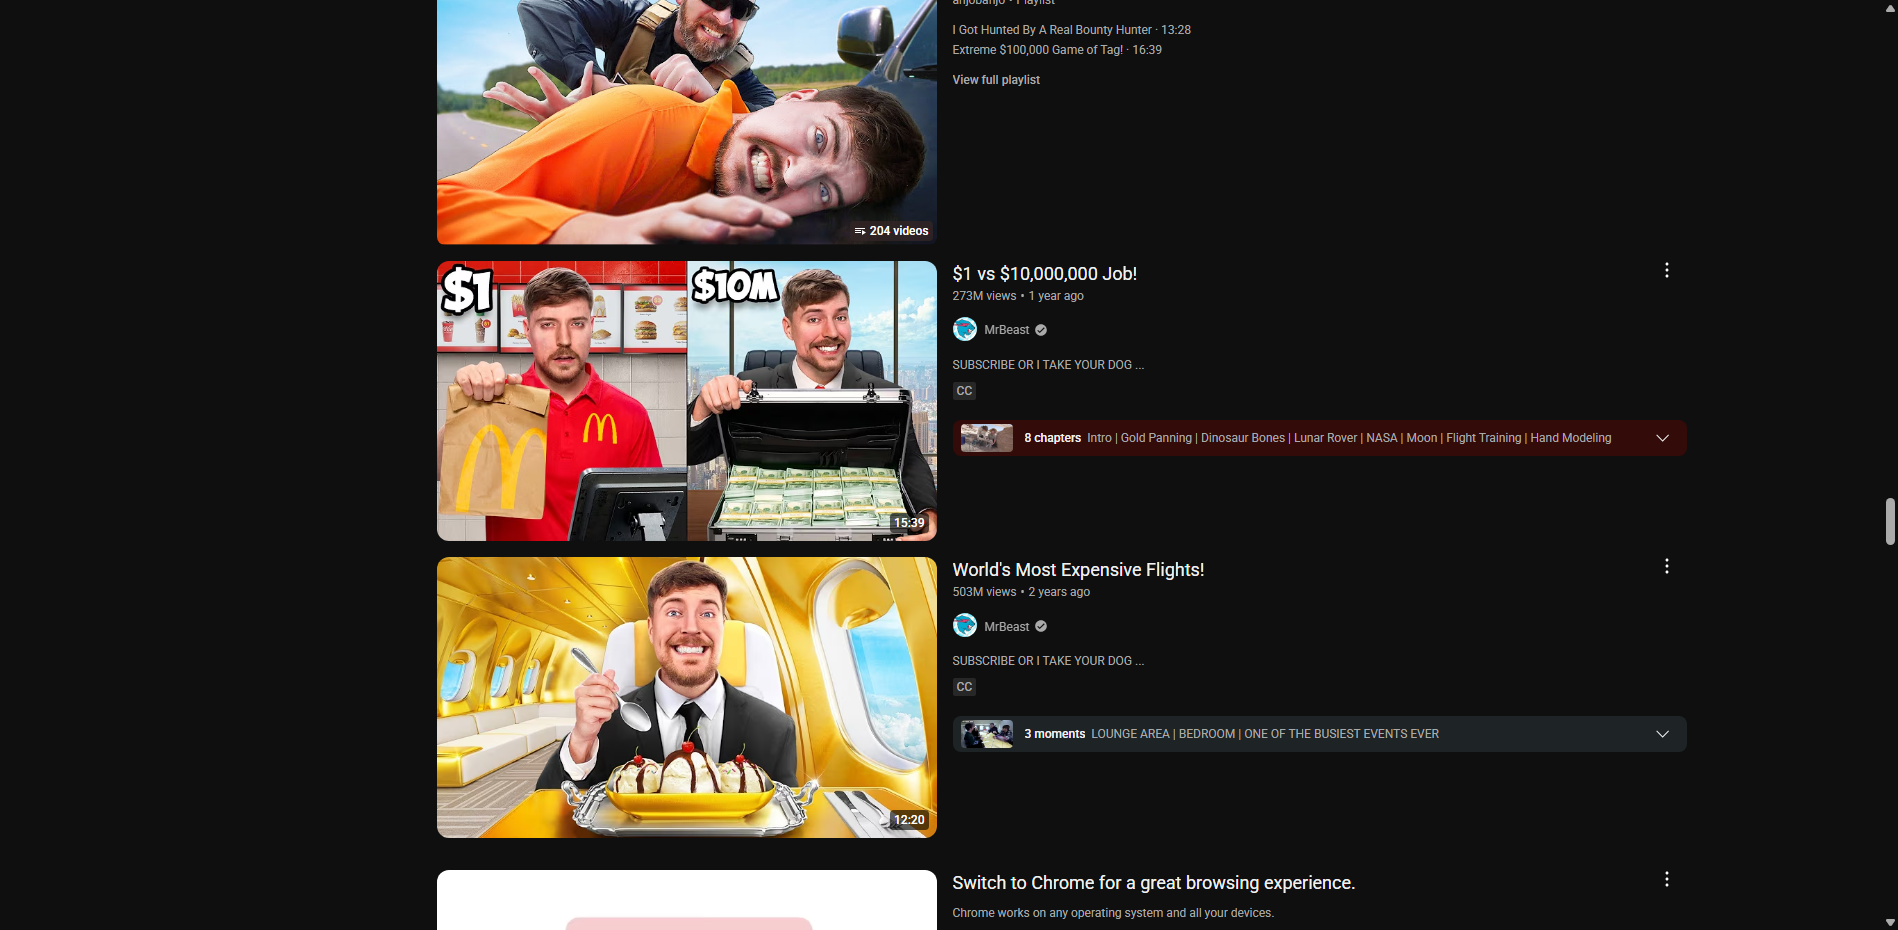 anjobanjo • Playlist
I Got Hunted By A Real Bounty Hunter · 13:28
Extreme $100,000 Game of Tag! · 16:39
View full playlist
204 videos
$1
$10M
15:39
$1 vs $10,000,000 Job!
273M views • 1 year ago
MrBeast
SUBSCRIBE OR I TAKE YOUR DOG ...
CC
8 chapters Intro | Gold Panning | Dinosaur Bones | Lunar Rover | NASA | Moon | Flight Training | Hand Modeling
12:20
World's Most Expensive Flights!
503M views • 2 years ago
MrBeast
SUBSCRIBE OR I TAKE YOUR DOG ...
CC
3 moments LOUNGE AREA | BEDROOM | ONE OF THE BUSIEST EVENTS EVER
Switch to Chrome for a great browsing experience.
Chrome works on any operating system and all your devices.